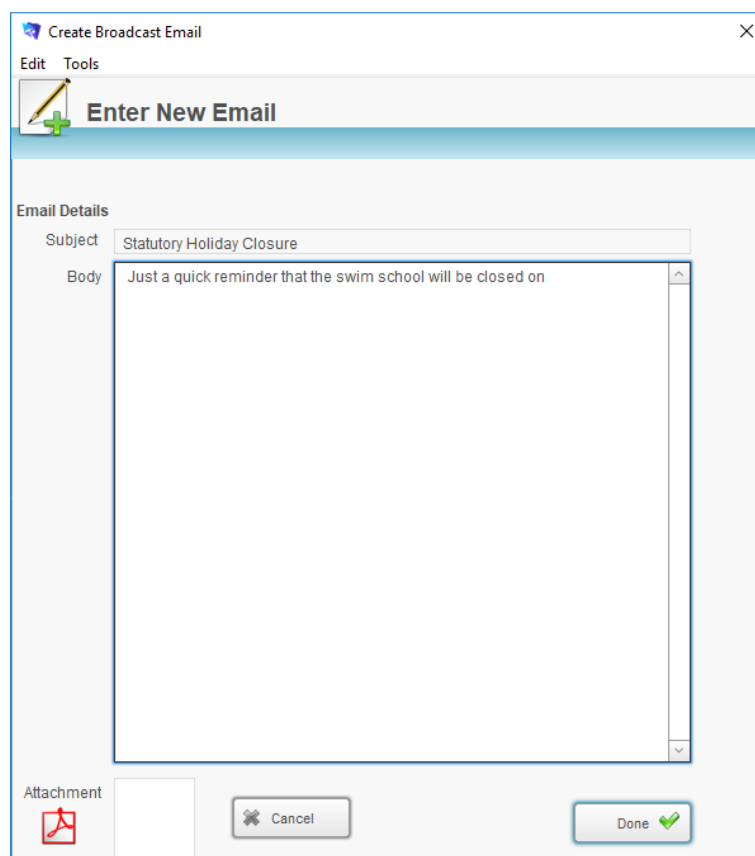 Create Broadcast Email
Edit Tools
Enter New Email
Email Details
Subject Statutory Holiday Closure
Body Just a quick reminder that the swim school will be closed on
Attachment
Cancel
Done